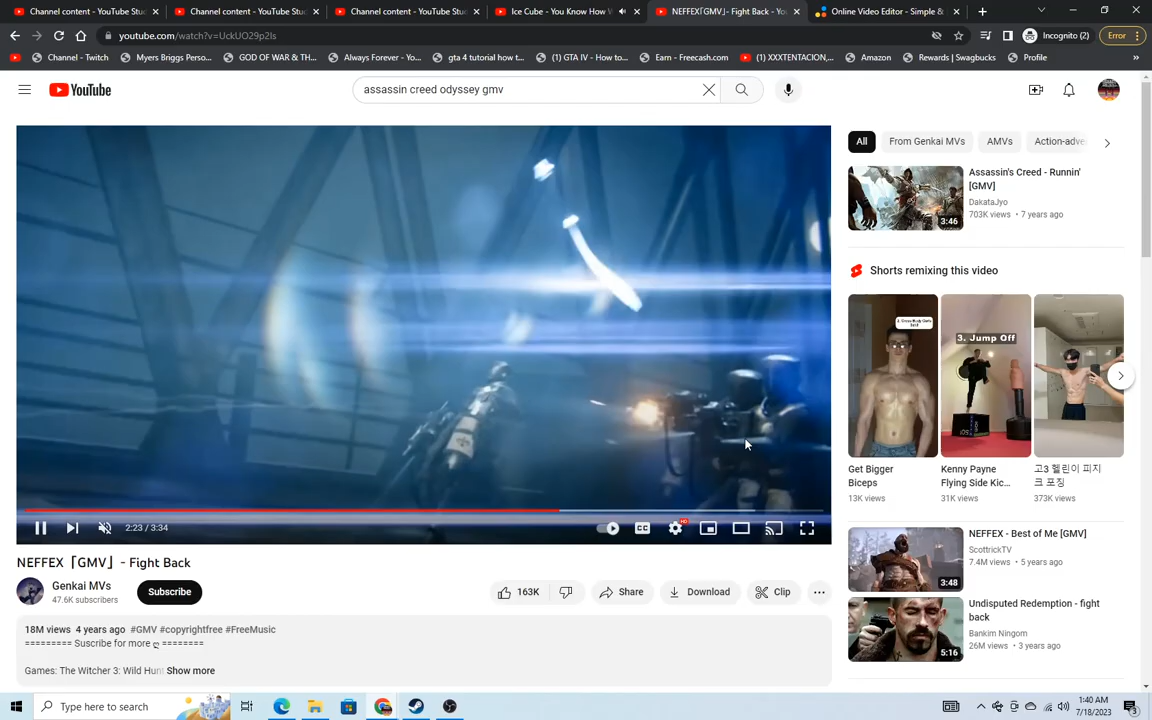 Channel content - YouTube Stu
Channel content - YouTube Stu
Channel content - YouTube Stu
Ice Cube - You Know How
NEFFEX「GMV」- Fight Back - Yo
Online Video Editor - Simple &
youtube.com/watch?v=UckUO29p2Is
Incognito (2)
Error
Channel - Twitch
Myers Briggs Perso...
GOD OF WAR & TH...
Always Forever - Yo...
gta 4 tutorial how t...
(1) GTA IV - How to...
Earn - Freecash.com
(1) XXXTENTACION,...
Amazon
Rewards | Swagbucks
Profile
YouTube
assassin creed odyssey gmv
All
From Genkai MVs
AMVs
Action-adve
Assassin's Creed - Runnin'
[GMV]
DakataJyo
703K views • 7 years ago
3:46
Shorts remixing this video
3. Jump Off
Get Bigger
Biceps
13K views
Kenny Payne
Flying Side Kic...
31K views
고3 헬린이 피지
크 포징
373K views
2:23 / 3:34
CC
HD
NEFFEX「GMV」 - Fight Back
Genkai MVs
47.6K subscribers
Subscribe
163K
Share
Download
Clip
18M views 4 years ago #GMV #copyrightfree #FreeMusic
========= Suscribe for more ღ ========
Games: The Witcher 3: Wild Hun Show more
NEFFEX - Best of Me [GMV]
ScottrickTV
7.4M views • 5 years ago
3:48
Undisputed Redemption - fight
back
Bankim Ningom
26M views • 3 years ago
5:16
Type here to search
1:40 AM
7/18/2023
3